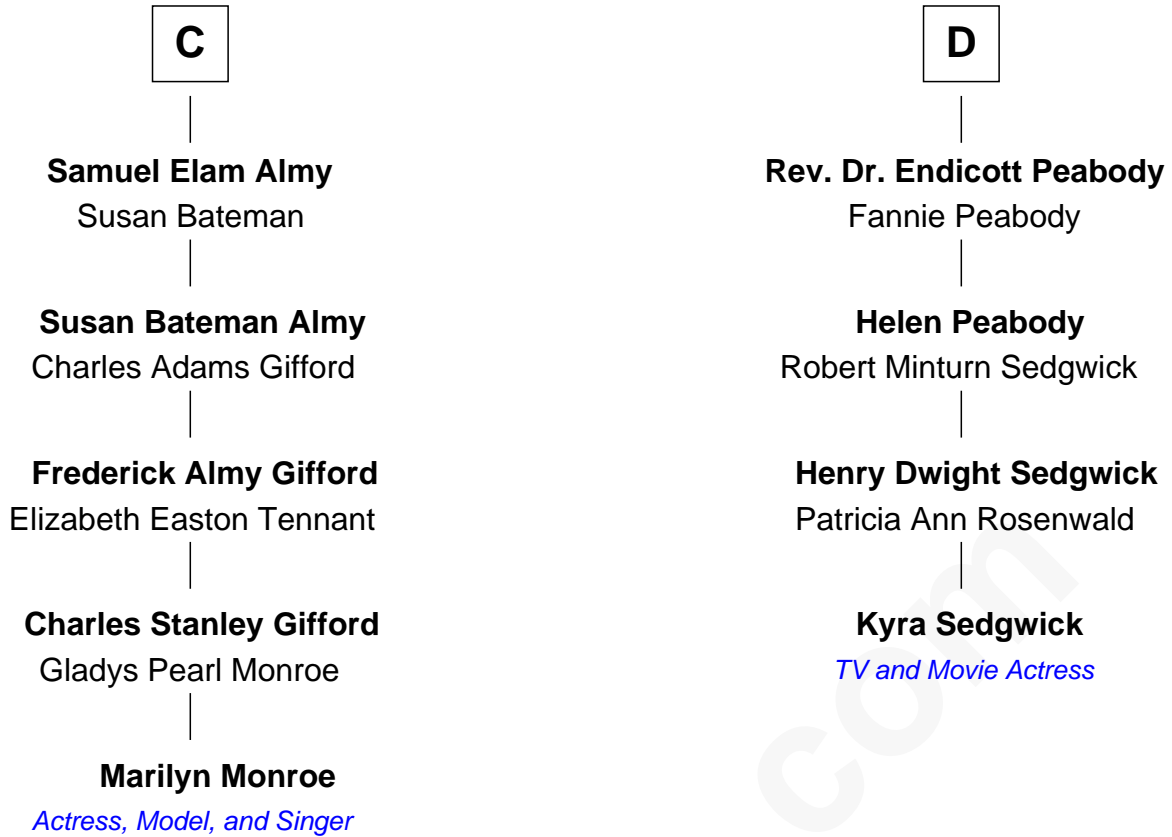 C
Samuel Elam Almy
Susan Bateman
Susan Bateman Almy
Charles Adams Gifford
Frederick Almy Gifford
Elizabeth Easton Tennant
Charles Stanley Gifford
Gladys Pearl Monroe
Marilyn Monroe
Actress, Model, and Singer
D
Rev. Dr. Endicott Peabody
Fannie Peabody
Helen Peabody
Robert Minturn Sedgwick
Henry Dwight Sedgwick
Patricia Ann Rosenwald
Kyra Sedgwick
TV and Movie Actress
com